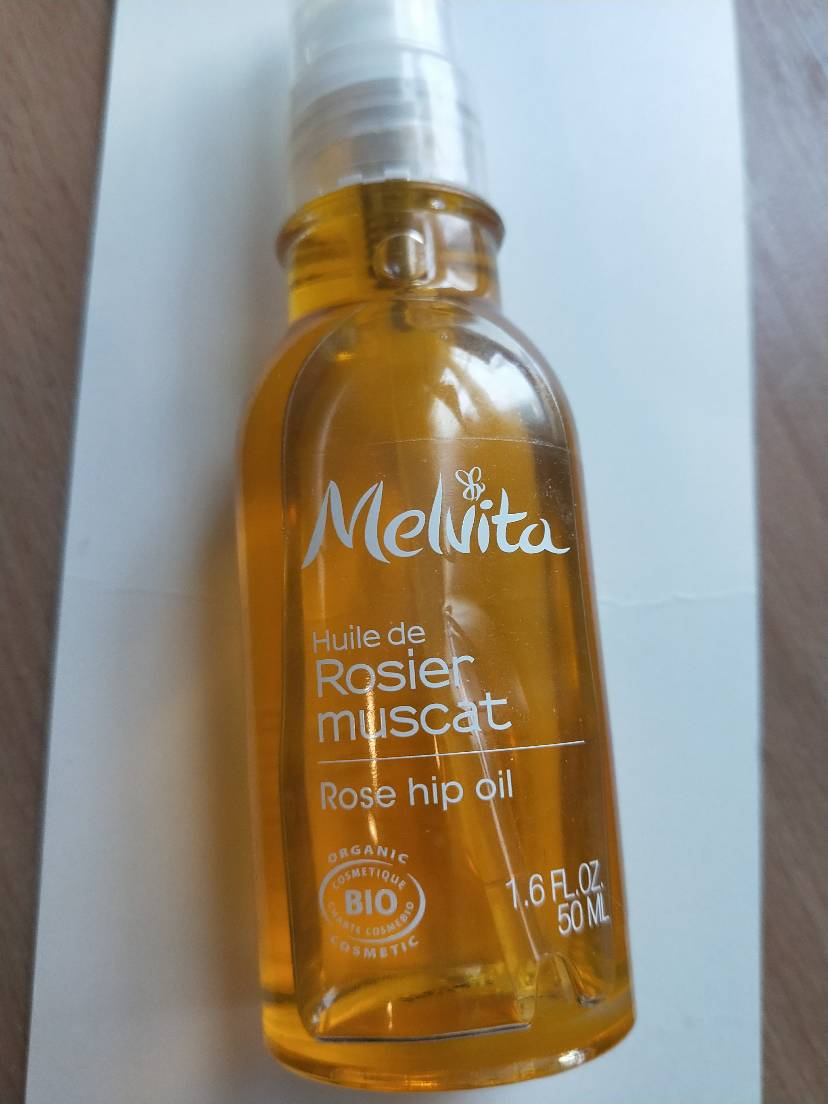 Melvita
Huile de
Rosier
muscat
Rose hip oil
ORGANIC
COSMETIQUE
BIO
CHARTE COSMEBIO
COSMETIC
1.6 FL.OZ.
50 ML